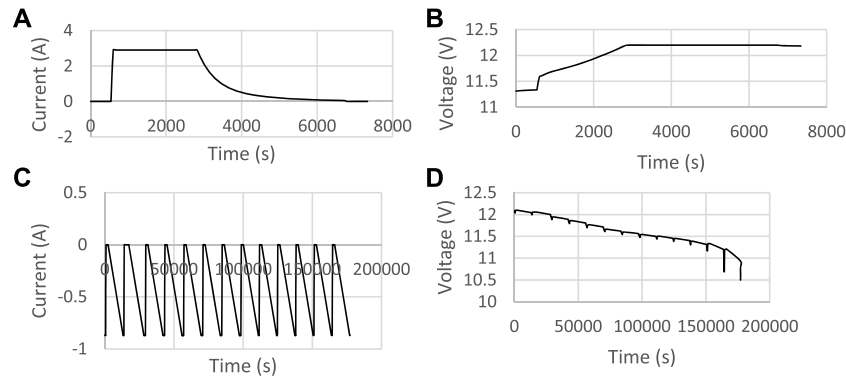 A
Current (A)
4
2
0
-2
0 2000 4000 6000 8000
Time (s)
B
Voltage (V)
12.5
12
11.5
11
0 2000 4000 6000 8000
Time (s)
C
Current (A)
0.5
0
-0.5
-1
0 50000 100000 150000 200000
Time (s)
D
Voltage (V)
12.5
12
11.5
11
10.5
10
0 50000 100000 150000 200000
Time (s)